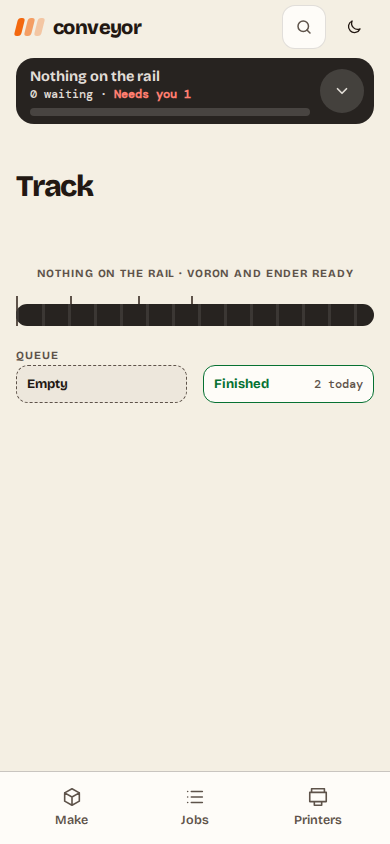 conveyor
Nothing on the rail
0 waiting · Needs you 1
Track
NOTHING ON THE RAIL · VORON AND ENDER READY
QUEUE
Empty
Finished 2 today
Make Jobs Printers